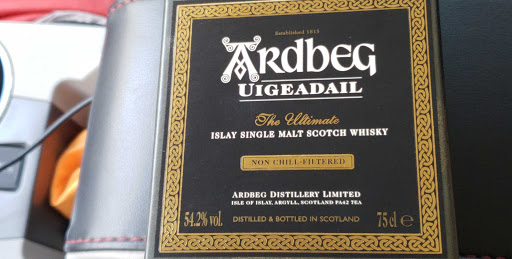 Established 1815
ARDBEG
UIGEADAIL
The Ultimate
ISLAY SINGLE MALT SCOTCH WHISKY
NON CHILL-FILTERED
ARDBEG DISTILLERY LIMITED
ISLE OF ISLAY, ARGYLL, SCOTLAND PA42 7EA
54.2% vol. DISTILLED & BOTTLED IN SCOTLAND 75 cl e